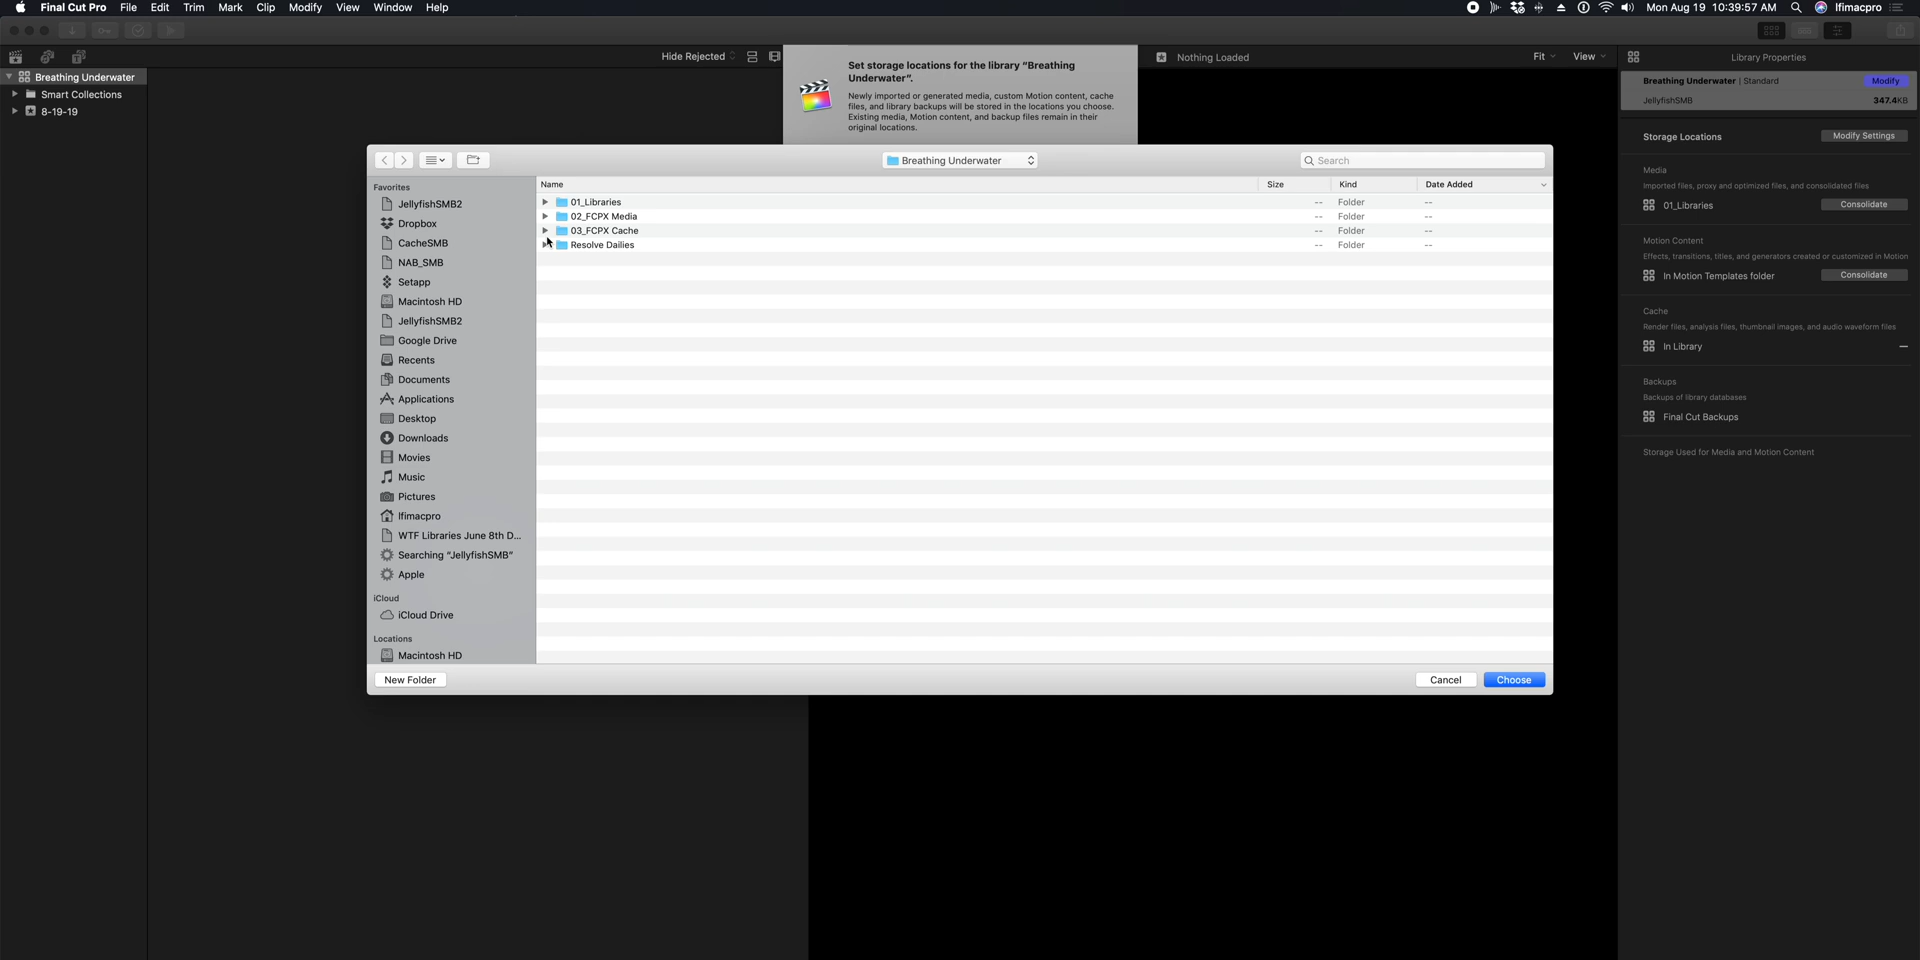 Final Cut Pro File Edit Trim Mark Clip Modify View Window Help Mon Aug 19 10:39:57 AM lfimacpro
Hide Rejected Nothing Loaded Fit View Library Properties
Breathing Underwater
Smart Collections
8-19-19
Set storage locations for the library “Breathing
Underwater”.
Newly imported or generated media, custom Motion content, cache
files, and library backups will be stored in the locations you choose.
Existing media, Motion content, and backup files remain in their
original locations.
Breathing Underwater Search
Favorites
JellyfishSMB2
Dropbox
CacheSMB
NAB_SMB
Setapp
Macintosh HD
JellyfishSMB2
Google Drive
Recents
Documents
Applications
Desktop
Downloads
Movies
Music
Pictures
lfimacpro
WTF Libraries June 8th D...
Searching “JellyfishSMB”
Apple
iCloud
iCloud Drive
Locations
Macintosh HD
Name Size Kind Date Added
01_Libraries -- Folder --
02_FCPX Media -- Folder --
03_FCPX Cache -- Folder --
Resolve Dailies -- Folder --
New Folder Cancel Choose
Breathing Underwater | Standard Modify
JellyfishSMB 347.4KB
Storage Locations Modify Settings
Media
Imported files, proxy and optimized files, and consolidated files
01_Libraries Consolidate
Motion Content
Effects, transitions, titles, and generators created or customized in Motion
In Motion Templates folder Consolidate
Cache
Render files, analysis files, thumbnail images, and audio waveform files
In Library —
Backups
Backups of library databases
Final Cut Backups
Storage Used for Media and Motion Content